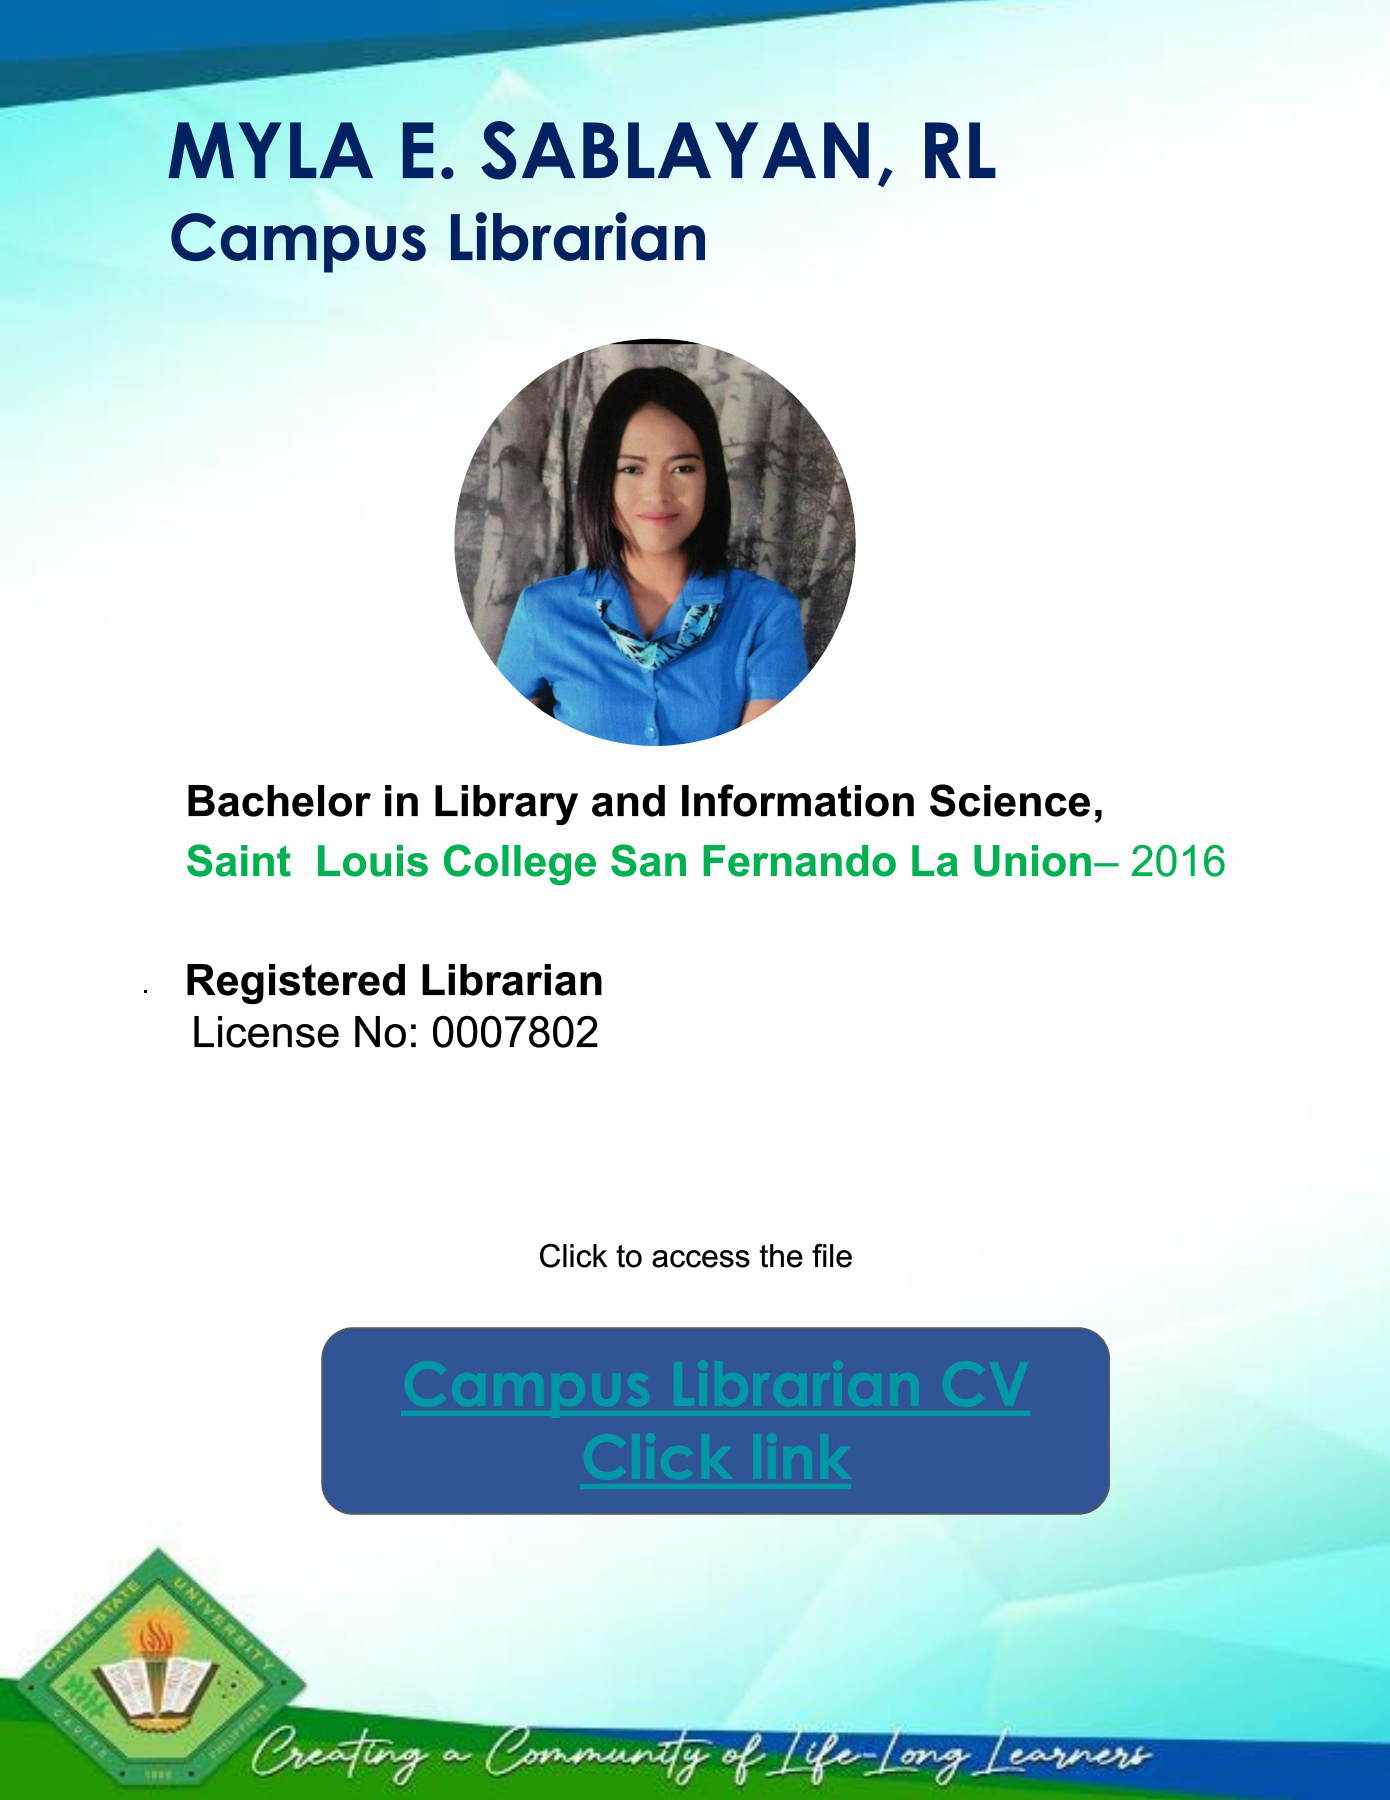 MYLA E. SABLAYAN, RL
Campus Librarian
Bachelor in Library and Information Science,
Saint Louis College San Fernando La Union– 2016
. Registered Librarian
License No: 0007802
Click to access the file
Campus Librarian CV
Click link
CAVITE STATE UNIVERSITY
CAVITE
PHILIPPINES
Creating a Community of Life-Long Learners